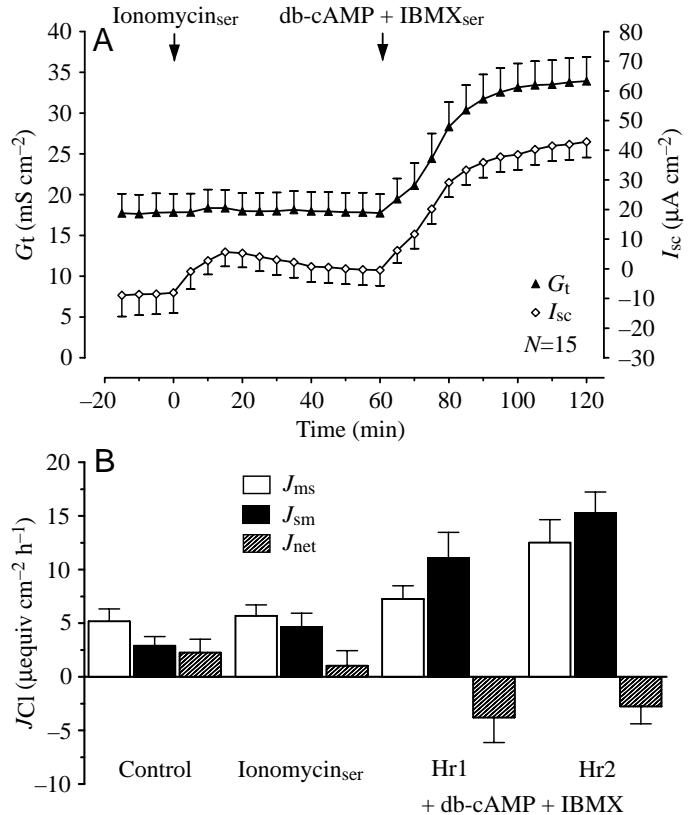 Ionomycinser db-cAMP + IBMXser
A
40
35
30
25
20
15
10
5
0
Gt (mS cm–2)
80
70
60
50
40
30
20
10
0
–10
–20
–30
Isc (μA cm–2)
Gt
Isc
N=15
–20 0 20 40 60 80 100 120
Time (min)
B
20
15
10
5
0
–5
–10
JCl (μequiv cm–2 h–1)
Jms
Jsm
Jnet
Control Ionomycinser Hr1 Hr2
+ db-cAMP + IBMX